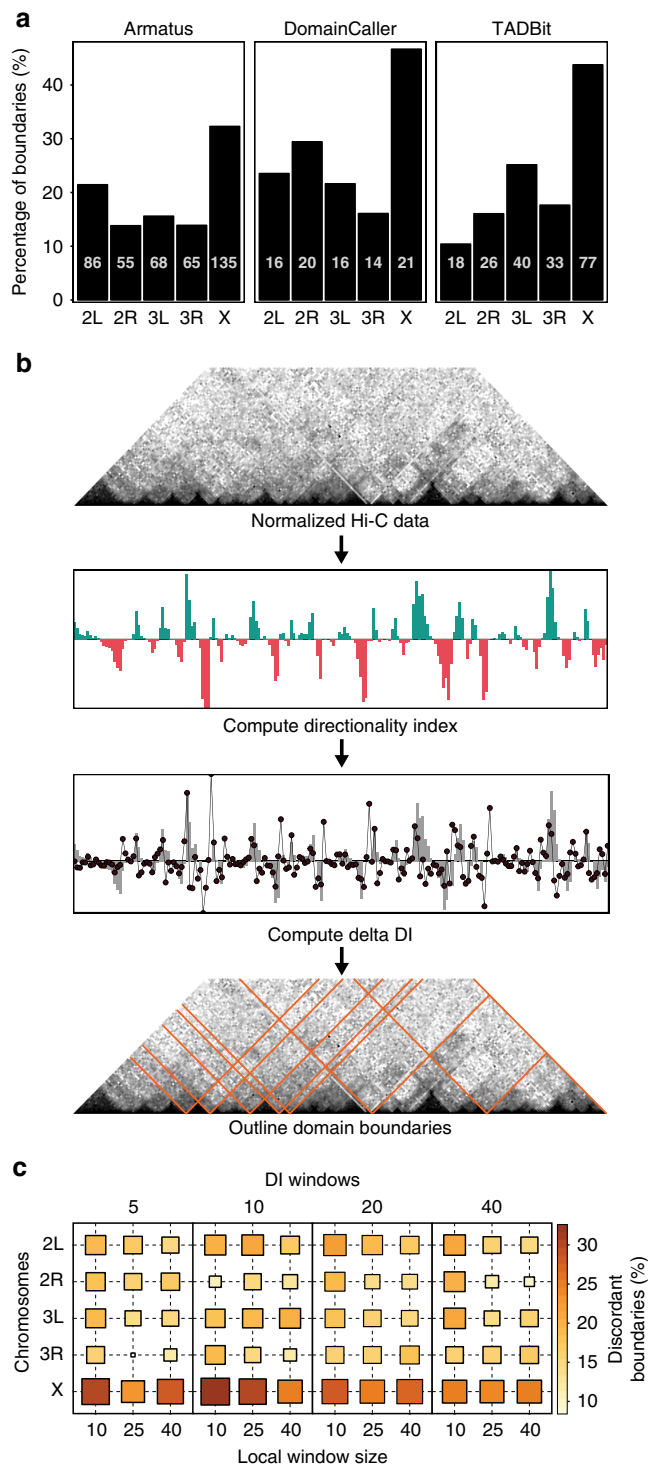 a
Armatus DomainCaller TADBit
Percentage of boundaries (%)
40
30
20
10
0
86 55 68 65 135 16 20 16 14 21 18 26 40 33 77
2L 2R 3L 3R X 2L 2R 3L 3R X 2L 2R 3L 3R X
b
Normalized Hi-C data
Compute directionality index
Compute delta DI
Outline domain boundaries
c
DI windows
5 10 20 40
Chromosomes
2L
2R
3L
3R
X
10 25 40 10 25 40 10 25 40 10 25 40
Local window size
30
25
20
15
10
Discordant
boundaries (%)